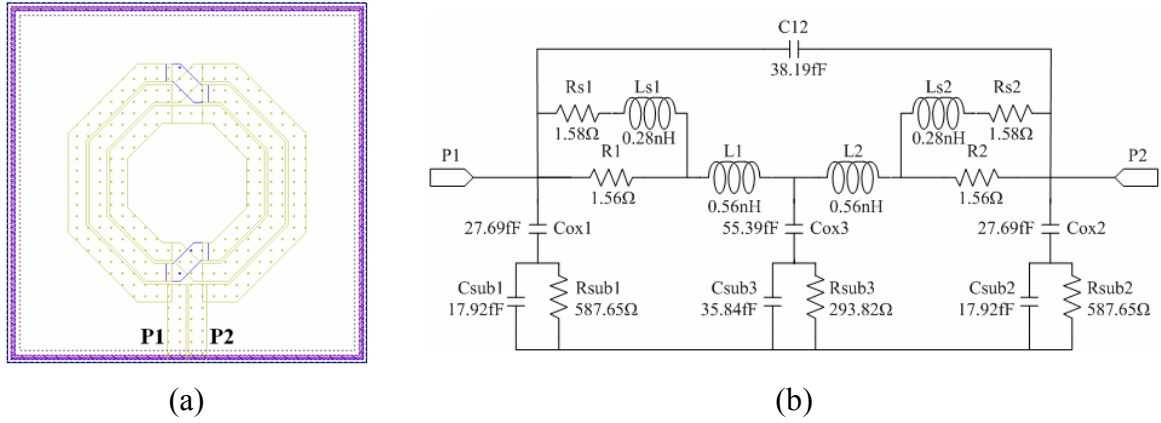 C12
38.19fF
Rs1 Ls1
1.58Ω 0.28nH
Ls2 Rs2
0.28nH 1.58Ω
P1 R1 L1 L2 R2 P2
1.56Ω 0.56nH 0.56nH 1.56Ω
27.69fF Cox1 55.39fF Cox3 27.69fF Cox2
Csub1 Rsub1 Csub3 Rsub3 Csub2 Rsub2
17.92fF 587.65Ω 35.84fF 293.82Ω 17.92fF 587.65Ω
P1 P2
(a) (b)